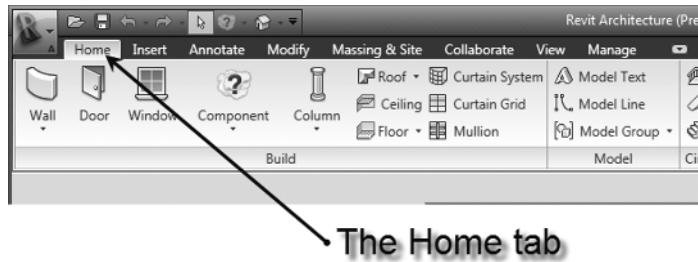 Revit Architecture (Pre
Home Insert Annotate Modify Massing & Site Collaborate View Manage
Roof Curtain System Model Text
Ceiling Curtain Grid Model Line
Wall Door Window Component Column
Floor Mullion Model Group
Build Model Ci
The Home tab